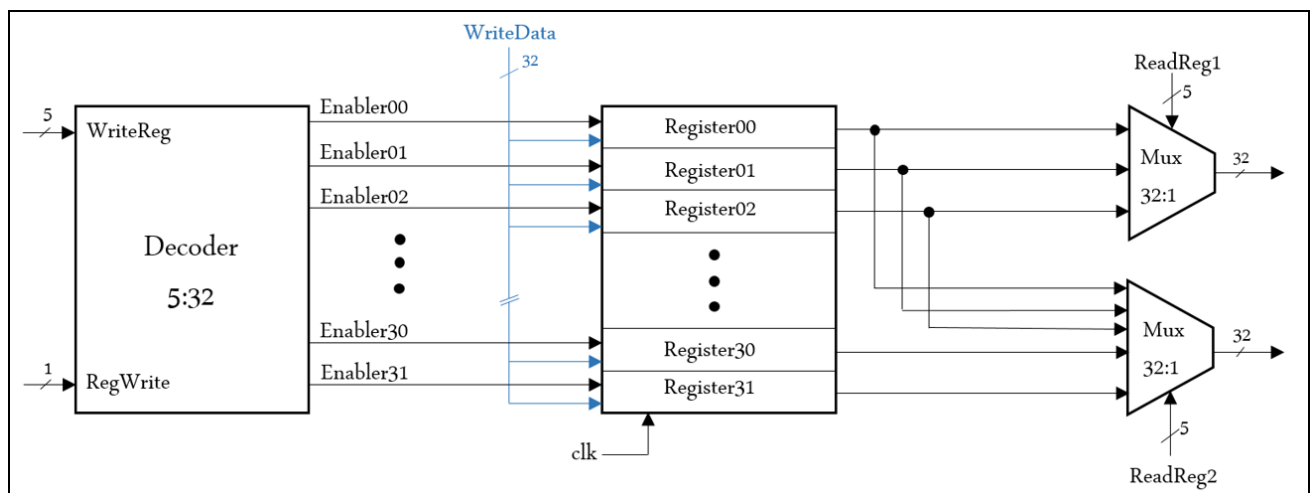 WriteData
32
ReadReg1
5
5
WriteReg
Enabler00
Enabler01
Enabler02
Register00
Register01
Register02
Mux
32:1
32
Decoder
5:32
Enabler30
Enabler31
Register30
Register31
Mux
32:1
32
1
RegWrite
clk
5
ReadReg2